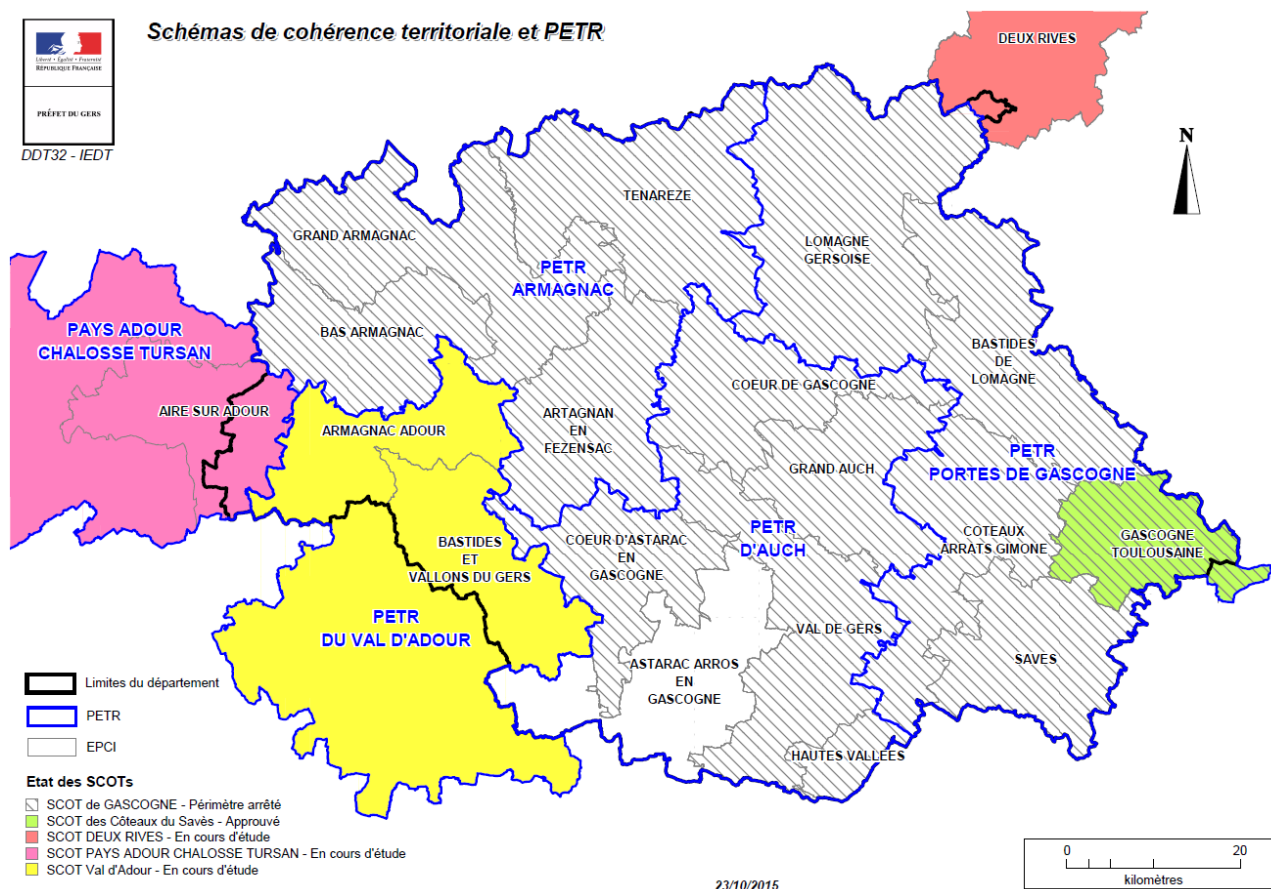 Schémas de cohérence territoriale et PETR
Liberté • Égalité • Fraternité
RÉPUBLIQUE FRANÇAISE
PRÉFET DU GERS
DDT32 - IEDT
DEUX RIVES
N
TENAREZE
GRAND ARMAGNAC
LOMAGNE
GERSOISE
PETR
ARMAGNAC
PAYS ADOUR
CHALOSSE TURSAN
BAS ARMAGNAC
BASTIDES
DE
LOMAGNE
COEUR DE GASCOGNE
AIRE SUR ADOUR
ARMAGNAC ADOUR
ARTAGNAN
EN
FEZENSAC
GRAND AUCH
PETR
PORTES DE GASCOGNE
PETR
D'AUCH
COTEAUX
ARRATS GIMONE
GASCOGNE
TOULOUSAINE
BASTIDES
ET
VALLONS DU GERS
COEUR D'ASTARAC
EN
GASCOGNE
PETR
DU VAL D'ADOUR
VAL DE GERS
SAVES
ASTARAC ARROS
EN
GASCOGNE
HAUTES VALLÉES
Limites du département
PETR
EPCI
Etat des SCOTs
SCOT de GASCOGNE - Périmètre arrêté
SCOT des Côteaux du Savès - Approuvé
SCOT DEUX RIVES - En cours d'étude
SCOT PAYS ADOUR CHALOSSE TURSAN - En cours d'étude
SCOT Val d'Adour - En cours d'étude
0 20
kilomètres
23/10/2015